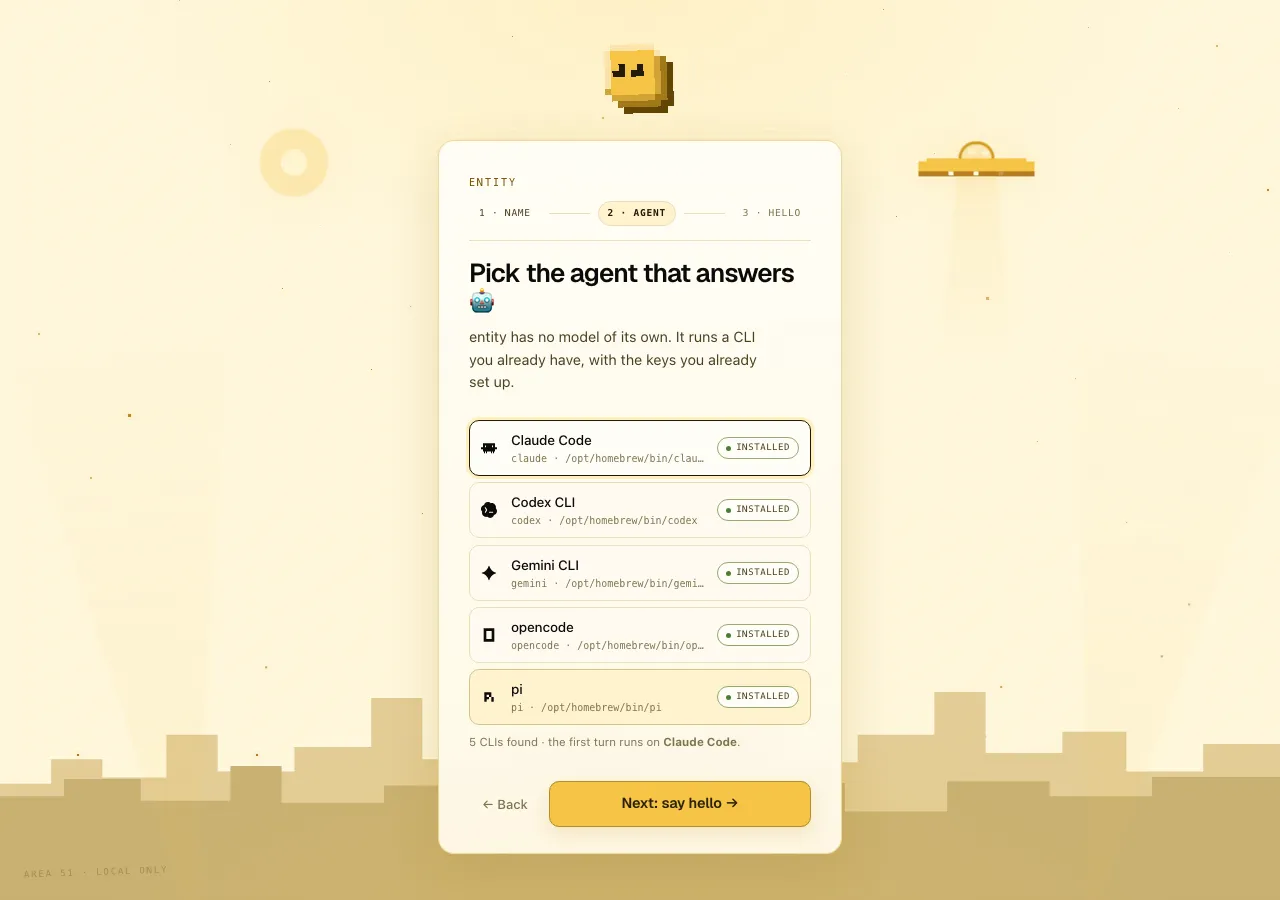 ENTITY
1 · NAME
2 · AGENT
3 · HELLO
Pick the agent that answers
🤖
entity has no model of its own. It runs a CLI
you already have, with the keys you already
set up.
Claude Code
claude · /opt/homebrew/bin/clau…
INSTALLED
Codex CLI
codex · /opt/homebrew/bin/codex
INSTALLED
Gemini CLI
gemini · /opt/homebrew/bin/gemi…
INSTALLED
opencode
opencode · /opt/homebrew/bin/op…
INSTALLED
pi
pi · /opt/homebrew/bin/pi
INSTALLED
5 CLIs found · the first turn runs on Claude Code.
← Back
Next: say hello →
AREA 51 · LOCAL ONLY